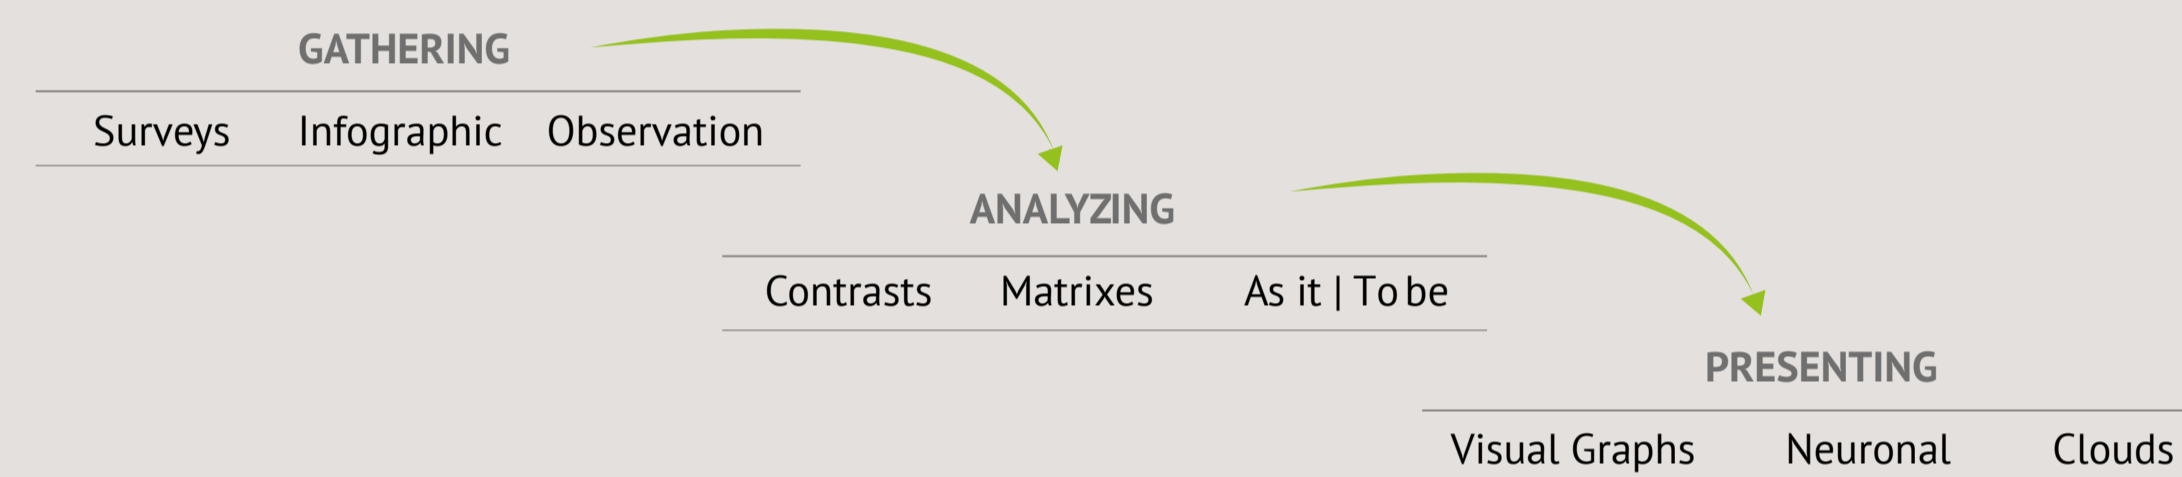 GATHERING
Surveys Infographic Observation
ANALYZING
Contrasts Matrixes As it | To be
PRESENTING
Visual Graphs Neuronal Clouds